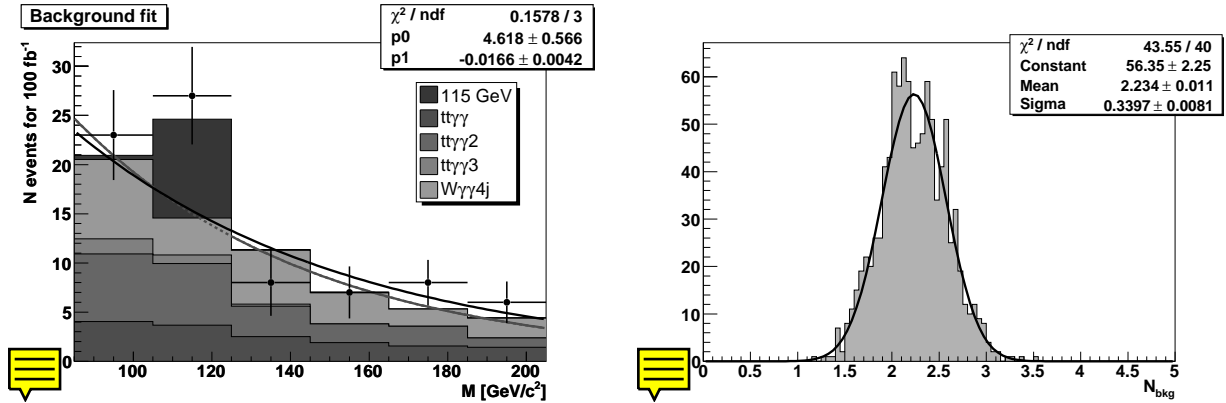 Background fit
χ² / ndf 0.1578 / 3
p0 4.618 ± 0.566
p1 -0.0166 ± 0.0042
N events for 100 fb⁻¹
30
25
20
15
10
5
0
115 GeV
ttγγ
ttγγ2
ttγγ3
Wγγ4j
100 120 140 160 180 200
M [GeV/c²]
χ² / ndf 43.55 / 40
Constant 56.35 ± 2.25
Mean 2.234 ± 0.011
Sigma 0.3397 ± 0.0081
60
50
40
30
20
10
0
0 0.5 1 1.5 2 2.5 3 3.5 4 4.5 5
N_bkg